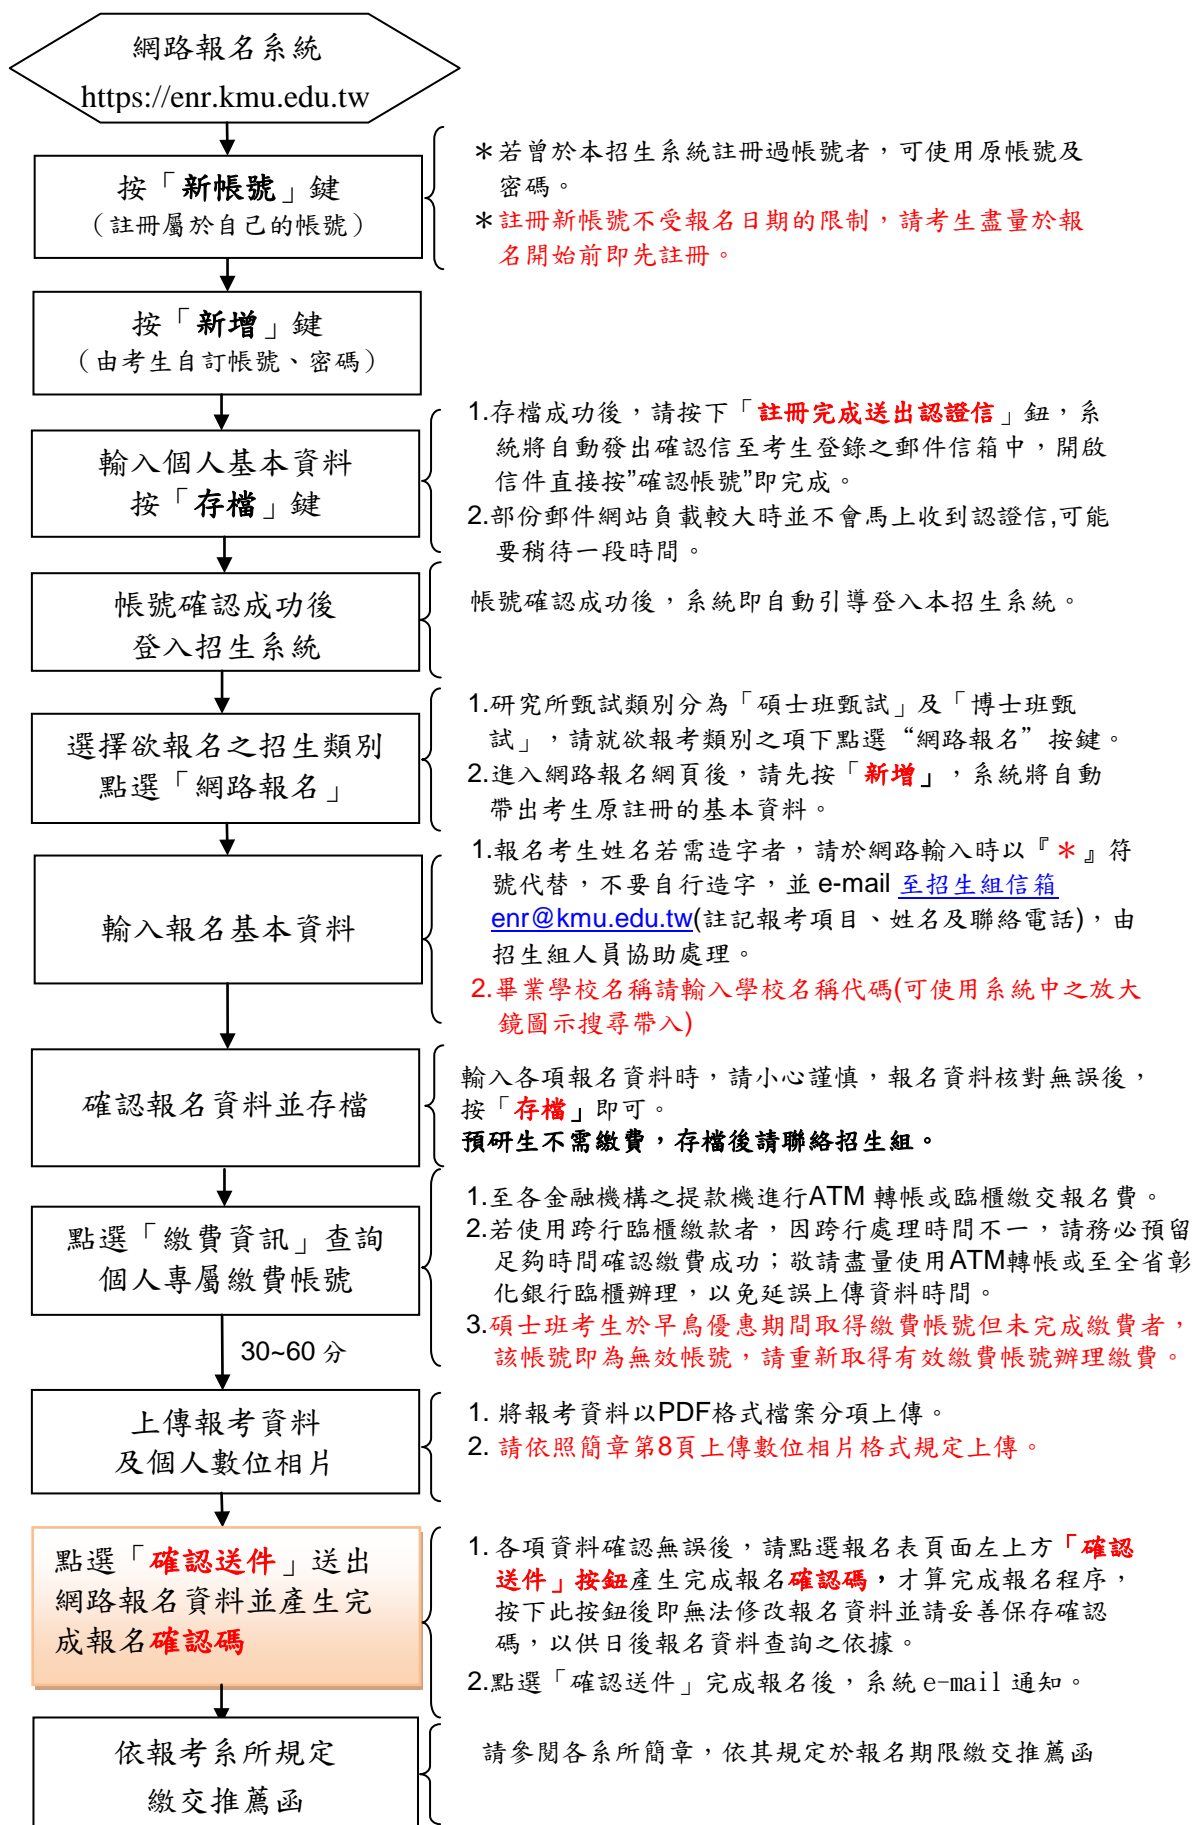 網路報名系統
https://enr.kmu.edu.tw
按「新帳號」鍵
（註冊屬於自己的帳號）
＊若曾於本招生系統註冊過帳號者，可使用原帳號及
密碼。
＊註冊新帳號不受報名日期的限制，請考生盡量於報
名開始前即先註冊。
按「新增」鍵
（由考生自訂帳號、密碼）
輸入個人基本資料
按「存檔」鍵
1.存檔成功後，請按下「註冊完成送出認證信」鈕，系
統將自動發出確認信至考生登錄之郵件信箱中，開啟
信件直接按”確認帳號”即完成。
2.部份郵件網站負載較大時並不會馬上收到認證信,可能
要稍待一段時間。
帳號確認成功後
登入招生系統
帳號確認成功後，系統即自動引導登入本招生系統。
選擇欲報名之招生類別
點選「網路報名」
1.研究所甄試類別分為「碩士班甄試」及「博士班甄
試」，請就欲報考類別之項下點選“網路報名”按鍵。
2.進入網路報名網頁後，請先按「新增」，系統將自動
帶出考生原註冊的基本資料。
輸入報名基本資料
1.報名考生姓名若需造字者，請於網路輸入時以『＊』符
號代替，不要自行造字，並 e-mail 至招生組信箱
enr@kmu.edu.tw(註記報考項目、姓名及聯絡電話)，由
招生組人員協助處理。
2.畢業學校名稱請輸入學校名稱代碼(可使用系統中之放大
鏡圖示搜尋帶入)
確認報名資料並存檔
輸入各項報名資料時，請小心謹慎，報名資料核對無誤後，
按「存檔」即可。
預研生不需繳費，存檔後請聯絡招生組。
點選「繳費資訊」查詢
個人專屬繳費帳號
1.至各金融機構之提款機進行ATM 轉帳或臨櫃繳交報名費。
2.若使用跨行臨櫃繳款者，因跨行處理時間不一，請務必預留
足夠時間確認繳費成功；敬請盡量使用ATM轉帳或至全省彰
化銀行臨櫃辦理，以免延誤上傳資料時間。
3.碩士班考生於早鳥優惠期間取得繳費帳號但未完成繳費者，
該帳號即為無效帳號，請重新取得有效繳費帳號辦理繳費。
30~60 分
上傳報考資料
及個人數位相片
1. 將報考資料以PDF格式檔案分項上傳。
2. 請依照簡章第8頁上傳數位相片格式規定上傳。
點選「確認送件」送出
網路報名資料並產生完
成報名確認碼
1. 各項資料確認無誤後，請點選報名表頁面左上方「確認
送件」按鈕產生完成報名確認碼，才算完成報名程序，
按下此按鈕後即無法修改報名資料並請妥善保存確認
碼，以供日後報名資料查詢之依據。
2.點選「確認送件」完成報名後，系統 e-mail 通知。
依報考系所規定
繳交推薦函
請參閱各系所簡章，依其規定於報名期限繳交推薦函